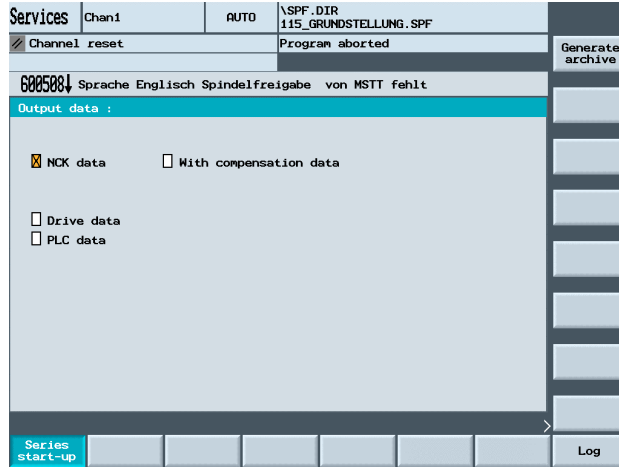 Services Chan1 AUTO \SPF.DIR
115_GRUNDSTELLUNG.SPF
Channel reset Program aborted
Generate
archive
600508↓ Sprache Englisch Spindelfreigabe von MSTT fehlt
Output data :
NCK data With compensation data
Drive data
PLC data
>
Series
start-up
Log